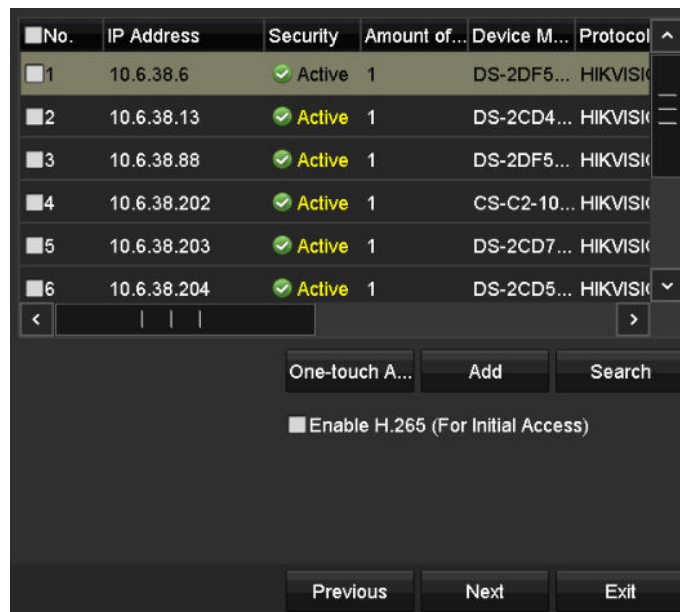 No. IP Address Security Amount of... Device M... Protocol
1 10.6.38.6 Active 1 DS-2DF5... HIKVISI
2 10.6.38.13 Active 1 DS-2CD4... HIKVISI
3 10.6.38.88 Active 1 DS-2DF5... HIKVISI
4 10.6.38.202 Active 1 CS-C2-10... HIKVISI
5 10.6.38.203 Active 1 DS-2CD7... HIKVISI
6 10.6.38.204 Active 1 DS-2CD5... HIKVISI
One-touch A... Add Search
Enable H.265 (For Initial Access)
Previous Next Exit